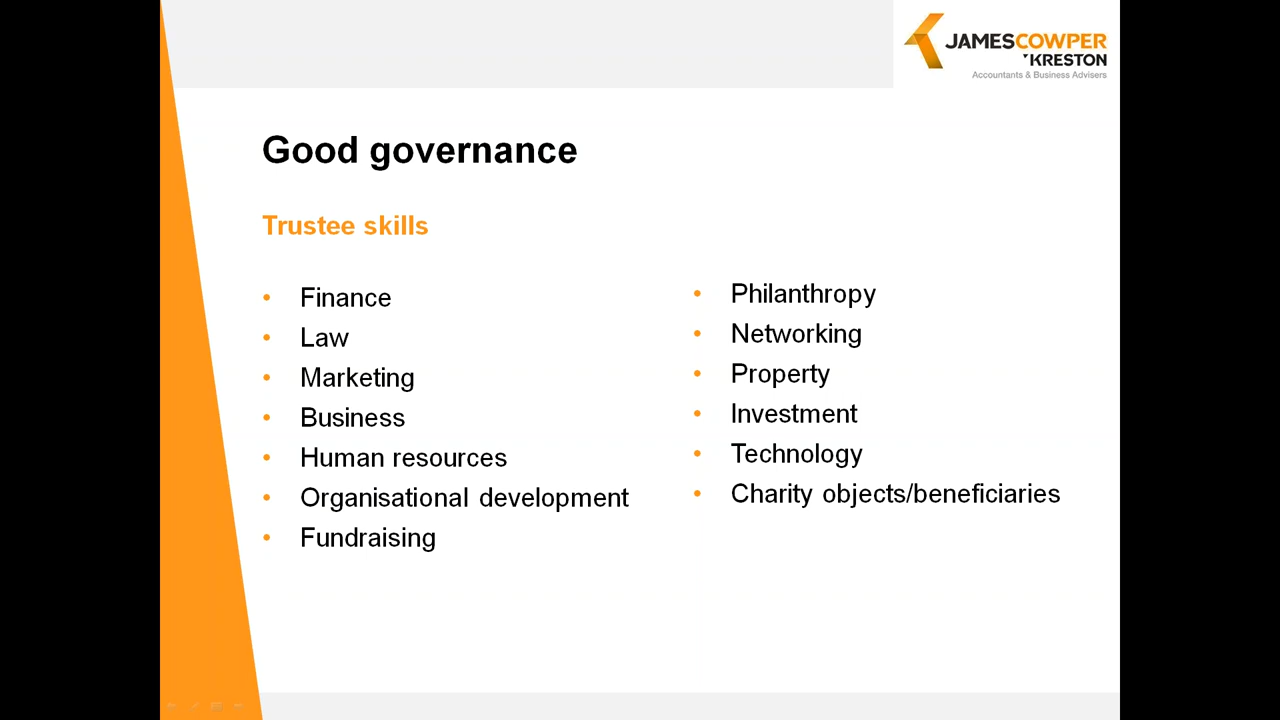 JAMESCOWPER
KRESTON
Accountants & Business Advisers
Good governance
Trustee skills
• Finance
• Law
• Marketing
• Business
• Human resources
• Organisational development
• Fundraising
• Philanthropy
• Networking
• Property
• Investment
• Technology
• Charity objects/beneficiaries